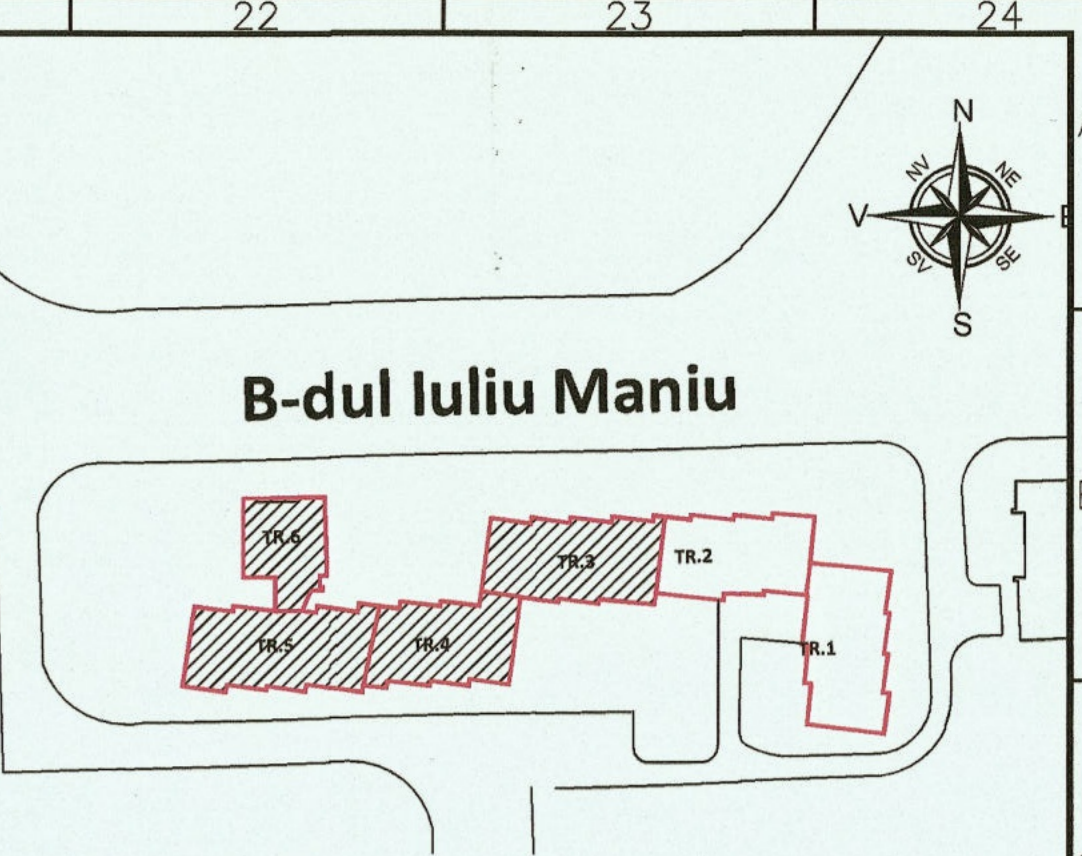 22 23 24
N
NV NE
V E
SV SE
S
B-dul Iuliu Maniu
TR.6
TR.3 TR.2
TR.5 TR.4 TR.1